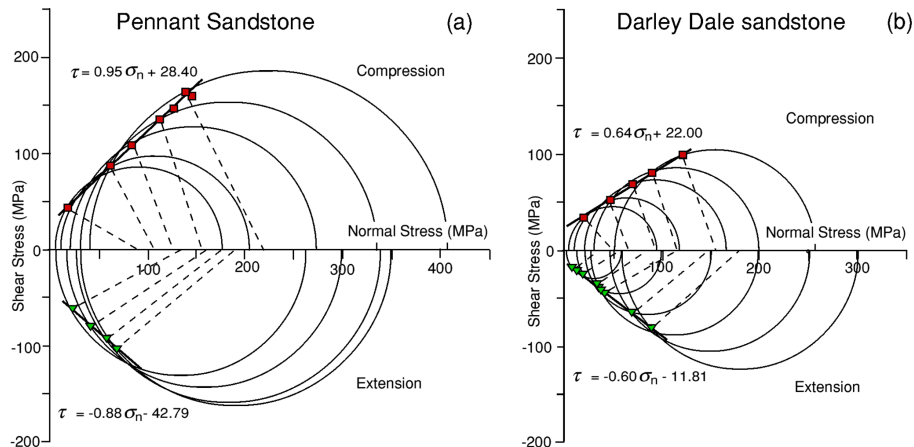 Pennant Sandstone
(a)
200
τ = 0.95 σn + 28.40
Compression
100
Normal Stress (MPa)
0
100
200
300
400
Shear Stress (MPa)
-100
Extension
τ = -0.88 σn - 42.79
-200
Darley Dale sandstone
(b)
200
Compression
τ = 0.64 σn + 22.00
100
Normal Stress (MPa)
0
100
200
300
Shear Stress (MPa)
-100
τ = -0.60 σn - 11.81
Extension
-200